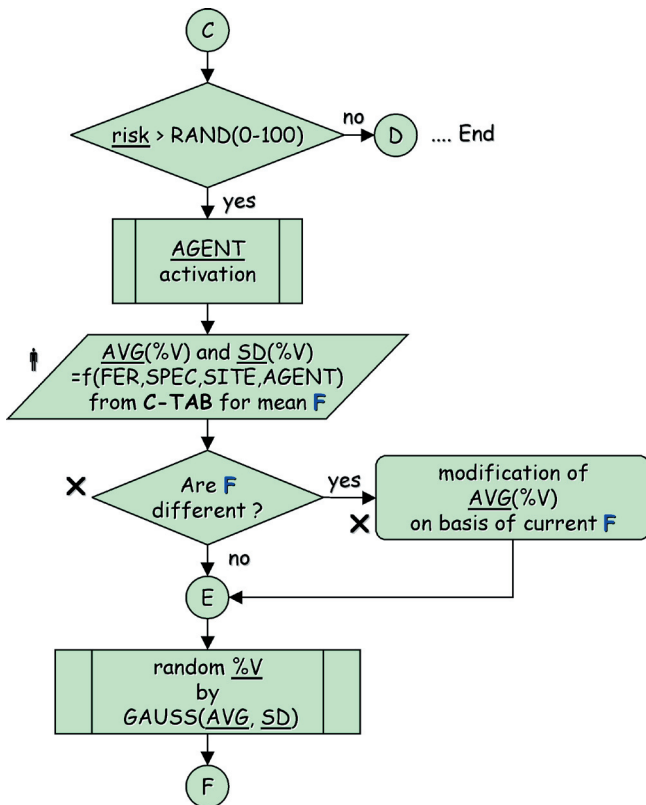 C
risk > RAND(0-100)
no
D
.... End
yes
AGENT
activation
AVG(%V) and SD(%V)
=f(FER,SPEC,SITE,AGENT)
from C-TAB for mean F
Are F
different ?
yes
modification of
AVG(%V)
on basis of current F
no
E
random %V
by
GAUSS(AVG, SD)
F